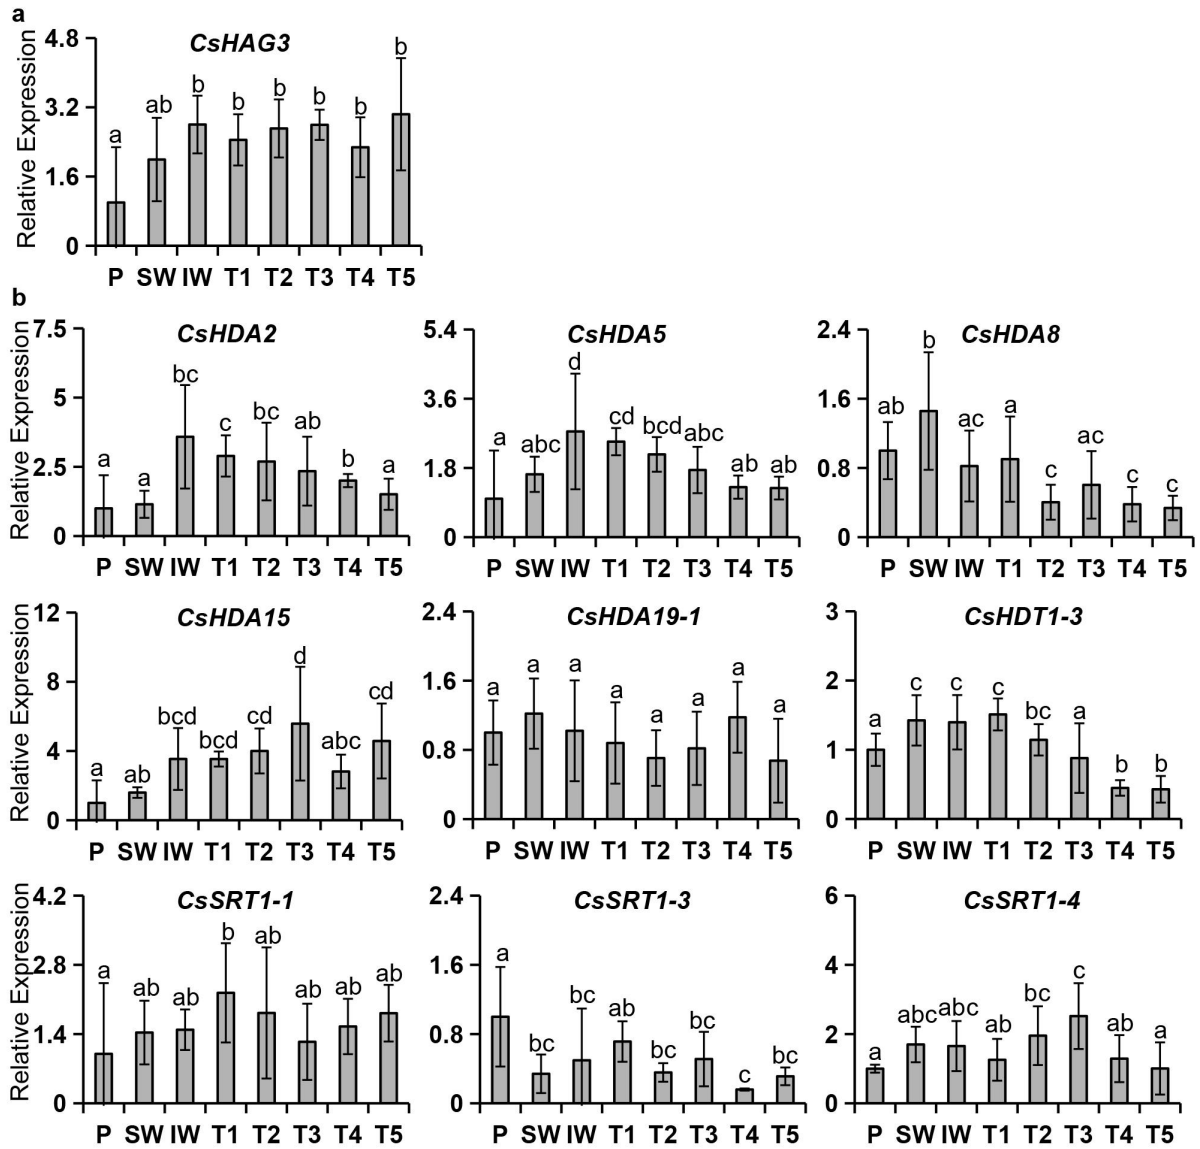 a
CsHAG3
Relative Expression
4.8
3.2
1.6
0
a ab b b b b b b
P SW IW T1 T2 T3 T4 T5
b
CsHDA2
Relative Expression
7.5
5
2.5
0
a a bc c bc ab b a
P SW IW T1 T2 T3 T4 T5
CsHDA5
5.4
3.6
1.8
0
a abc d cd bcd abc ab ab
P SW IW T1 T2 T3 T4 T5
CsHDA8
2.4
1.6
0.8
0
ab b ac a c ac c c
P SW IW T1 T2 T3 T4 T5
CsHDA15
Relative Expression
12
8
4
0
a ab bcd bcd cd d abc cd
P SW IW T1 T2 T3 T4 T5
CsHDA19-1
2.4
1.6
0.8
0
a a a a a a a a
P SW IW T1 T2 T3 T4 T5
CsHDT1-3
3
2
1
0
a c c c bc a b b
P SW IW T1 T2 T3 T4 T5
CsSRT1-1
Relative Expression
4.2
2.8
1.4
0
a ab ab b ab ab ab ab
P SW IW T1 T2 T3 T4 T5
CsSRT1-3
2.4
1.6
0.8
0
a bc bc ab bc bc c bc
P SW IW T1 T2 T3 T4 T5
CsSRT1-4
6
4
2
0
a abc abc ab bc c ab a
P SW IW T1 T2 T3 T4 T5